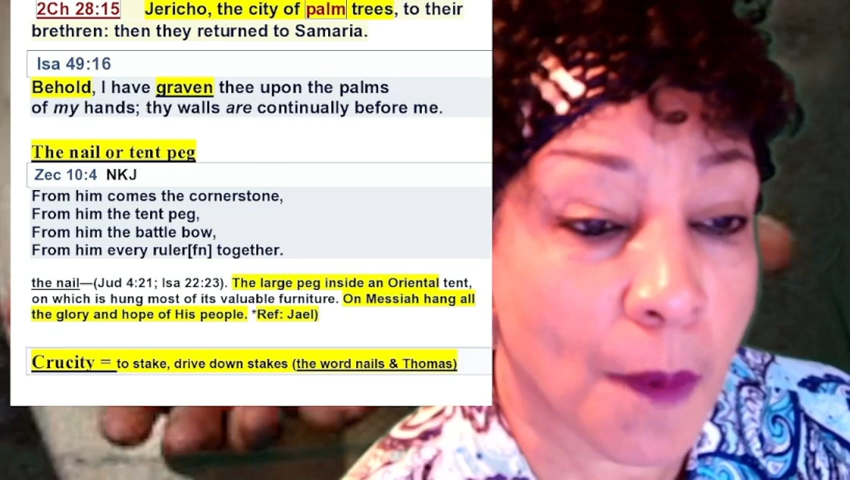 2Ch 28:15 Jericho, the city of palm trees, to their
brethren: then they returned to Samaria.
Isa 49:16
Behold, I have graven thee upon the palms
of my hands; thy walls are continually before me.
The nail or tent peg
Zec 10:4 NKJ
From him comes the cornerstone,
From him the tent peg,
From him the battle bow,
From him every ruler[fn] together.
the nail—(Jud 4:21; Isa 22:23). The large peg inside an Oriental tent,
on which is hung most of its valuable furniture. On Messiah hang all
the glory and hope of His people. *Ref: Jael)
Crucity = to stake, drive down stakes (the word nails & Thomas)